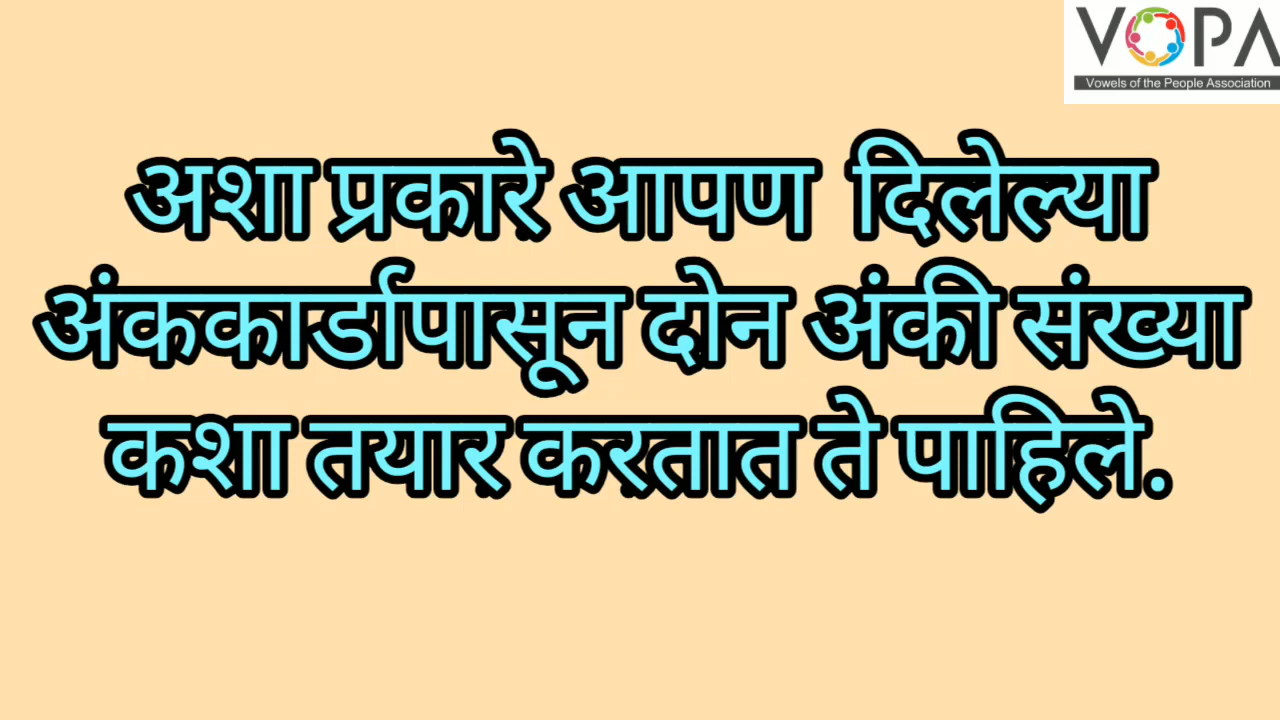 VOPA
Vowels of the People Association
अशा प्रकारे आपण दिलेल्या
अंककार्डापासून दोन अंकी संख्या
कशा तयार करतात ते पाहिले.